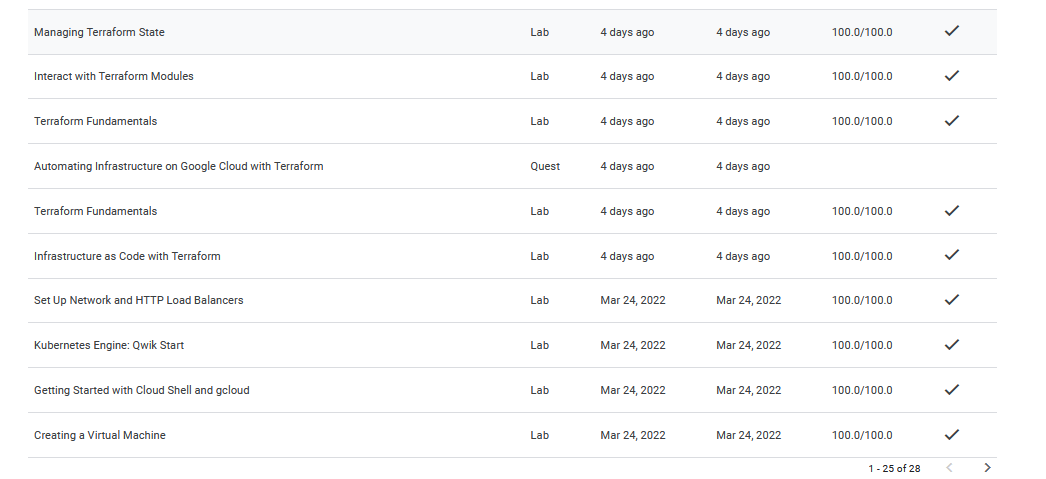 Managing Terraform State Lab 4 days ago 4 days ago 100.0/100.0
Interact with Terraform Modules Lab 4 days ago 4 days ago 100.0/100.0
Terraform Fundamentals Lab 4 days ago 4 days ago 100.0/100.0
Automating Infrastructure on Google Cloud with Terraform Quest 4 days ago 4 days ago
Terraform Fundamentals Lab 4 days ago 4 days ago 100.0/100.0
Infrastructure as Code with Terraform Lab 4 days ago 4 days ago 100.0/100.0
Set Up Network and HTTP Load Balancers Lab Mar 24, 2022 Mar 24, 2022 100.0/100.0
Kubernetes Engine: Qwik Start Lab Mar 24, 2022 Mar 24, 2022 100.0/100.0
Getting Started with Cloud Shell and gcloud Lab Mar 24, 2022 Mar 24, 2022 100.0/100.0
Creating a Virtual Machine Lab Mar 24, 2022 Mar 24, 2022 100.0/100.0
1 - 25 of 28